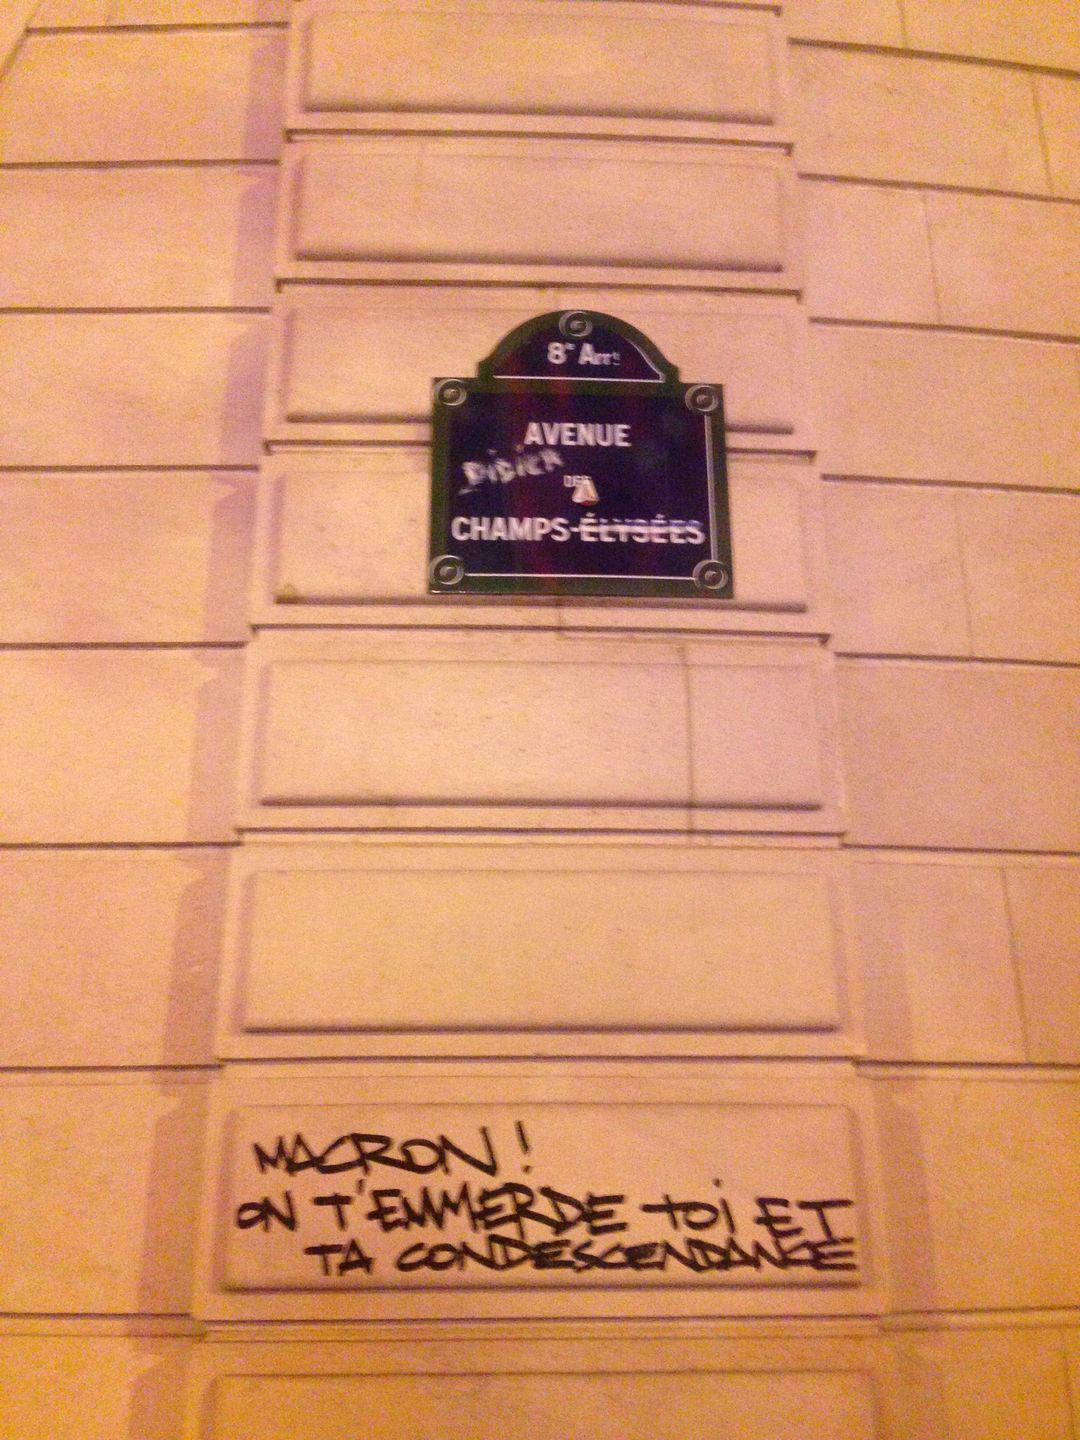 8e Arrt
AVENUE
DIDIER
DES
CHAMPS-ÉLYSÉES
MACRON !
ON T'EMMERDE TOI ET
TA CONDESCENDANCE